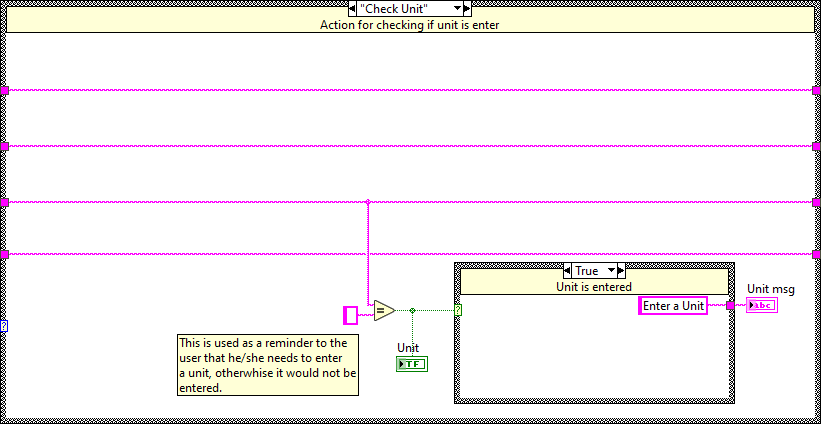 "Check Unit"
Action for checking if unit is enter
True
Unit is entered
Enter a Unit
Unit msg
Abc
=
?
?
Unit
TF
This is used as a reminder to the
user that he/she needs to enter
a unit, otherwhise it would not be
entered.